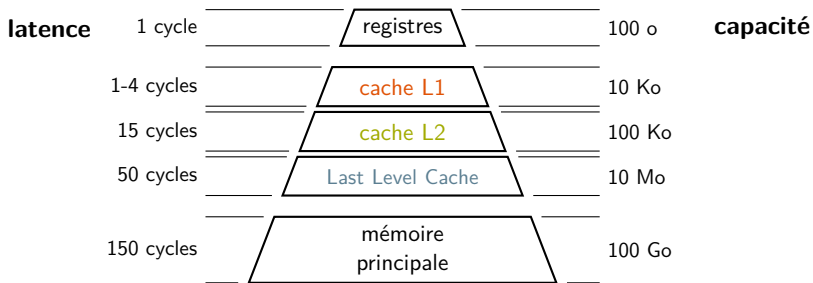 latence
1 cycle
registres
100 o
capacité
1-4 cycles
cache L1
10 Ko
15 cycles
cache L2
100 Ko
50 cycles
Last Level Cache
10 Mo
150 cycles
mémoire
principale
100 Go